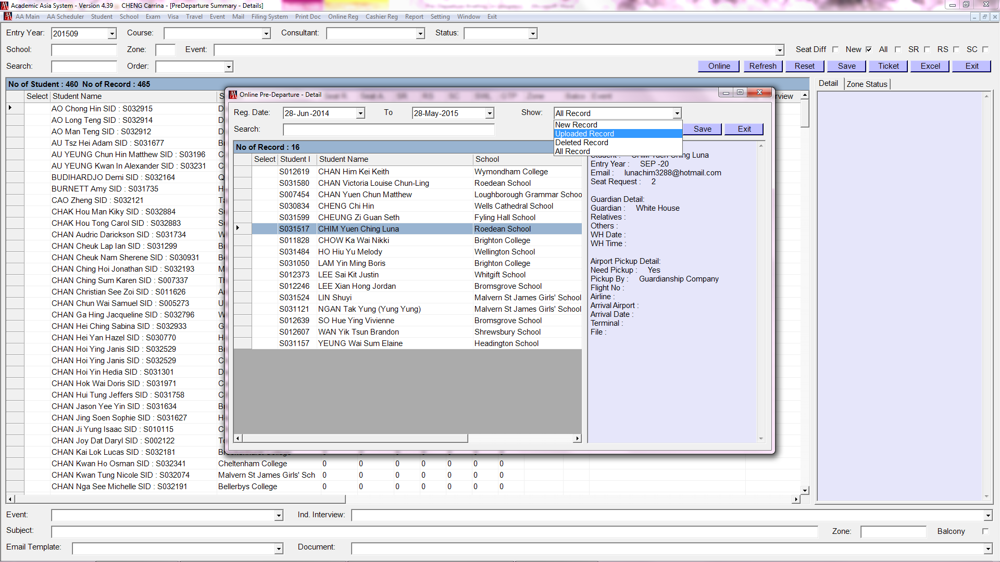 Academic Asia System - Version 4.39 CHENG Carrina - [PreDeparture Summary - Details]
AA Main AA Scheduler Student School Exam Visa Travel Event Mail Filing System Print Doc Online Reg Cashier Reg Report Setting Window Exit
Entry Year: 201509 Course: Consultant: Status:
School: Zone: Event: Seat Diff New All SR RS SC
Search: Order: Online Refresh Reset Save Ticket Excel Exit
No of Student : 460 No of Record : 465
Select Student Name S
AO Chong Hin SID : S032915 D
AO Long Teng SID : S032914 D
AO Man Teng SID : S032912 D
AU Tsz Hei Adam SID : S031677 B
AU YEUNG Chun Hin Matthew SID : S03196 C
AU YEUNG Kwan In Alexander SID : S03231 C
BUDIHARDJO Demi SID : S032164 Q
BURNETT Amy SID : S031735 H
CAO Zheng SID : S032121 Ta
CHAK Hou Man Kiky SID : S032884
CHAK Hou Tong Carol SID : S032883
CHAN Audric Darickson SID : S031734 W
CHAN Cheuk Lap Ian SID : S031299
CHAN Cheuk Nam Sherene SID : S030931
CHAN Ching Hoi Jonathan SID : S032193 M
CHAN Ching Sum Karen SID : S007337 Th
CHAN Christian See Zoi SID : S011626
CHAN Chun Wai Samuel SID : S005273 U
CHAN Ga Hing Jacqueline SID : S032796 W
CHAN Hei Ching Sabina SID : S032933 G
CHAN Hei Yan Hazel SID : S030770 H
CHAN Hoi Ying Janis SID : S032529
CHAN Hoi Ying Janis SID : S032529 C
CHAN Hoi Yin Hedia SID : S031301 D
CHAN Hok Wai Doris SID : S031971 C
CHAN Hui Tung Jeffers SID : S031758 C
CHAN Jason Yee Yin SID : S031634
CHAN Jing Soen Sophie SID : S031627 H
CHAN Ji Yung Isaac SID : S010115 C
CHAN Joy Dat Daryl SID : S002122 To
CHAN Kai Lok Lucas SID : S032181
CHAN Kwan Ho Osman SID : S032341 Cheltenham College 0 0 0 0 0 0 0
CHAN Kwan Tung Nicole SID : S032074 Malvern St James Girls' Sch 0 0 0 0 0 0 0
CHAN Nga See Michelle SID : S032191 Bellerbys College 0 0 0 0 0 0 0
Online Pre-Departure - Detail
Reg. Date: 28-Jun-2014 To 28-May-2015 Show: All Record
New Record
Uploaded Record
Deleted Record
All Record
Search: Save Exit
No of Record : 16
Select Student I Student Name School
S012619 CHAN Him Kei Keith Wymondham College
S031580 CHAN Victoria Louise Chun-Ling Roedean School
S007454 CHAN Yuen Chun Matthew Loughborough Grammar Schoo
S030834 CHENG Chi Hin Wells Cathedral School
S031599 CHEUNG Zi Guan Seth Fyling Hall School
S031517 CHIM Yuen Ching Luna Roedean School
S011828 CHOW Ka Wai Nikki Brighton College
S031484 HO Hiu Yu Melody Wellington School
S031050 LAM Yin Ming Boris Brighton College
S012373 LEE Sai Kit Justin Whitgift School
S012246 LEE Xian Hong Jordan Bromsgrove School
S031524 LIN Shuyi Malvern St James Girls' School
S031121 NGAN Tak Yung (Yung Yung) Malvern St James Girls' School
S012639 SO Hue Ying Vivienne Bromsgrove School
S012607 WAN Yik Tsun Brandon Shrewsbury School
S031157 YEUNG Wai Sum Elaine Headington School
Student : CHIM Yuen Ching Luna
Entry Year : SEP -20
Email : lunachim3288@hotmail.com
Seat Request : 2
Guardian Detail:
Guardian : White House
Relatives :
Others :
WH Date :
WH Time :
Airport Pickup Detail:
Need Pickup : Yes
Pickup By : Guardianship Company
Flight No :
Airline :
Arrival Airport :
Arrival Date :
Terminal :
File :
Detail Zone Status
Event: Ind. Interview:
Subject: Zone: Balcony
Email Template: Document: